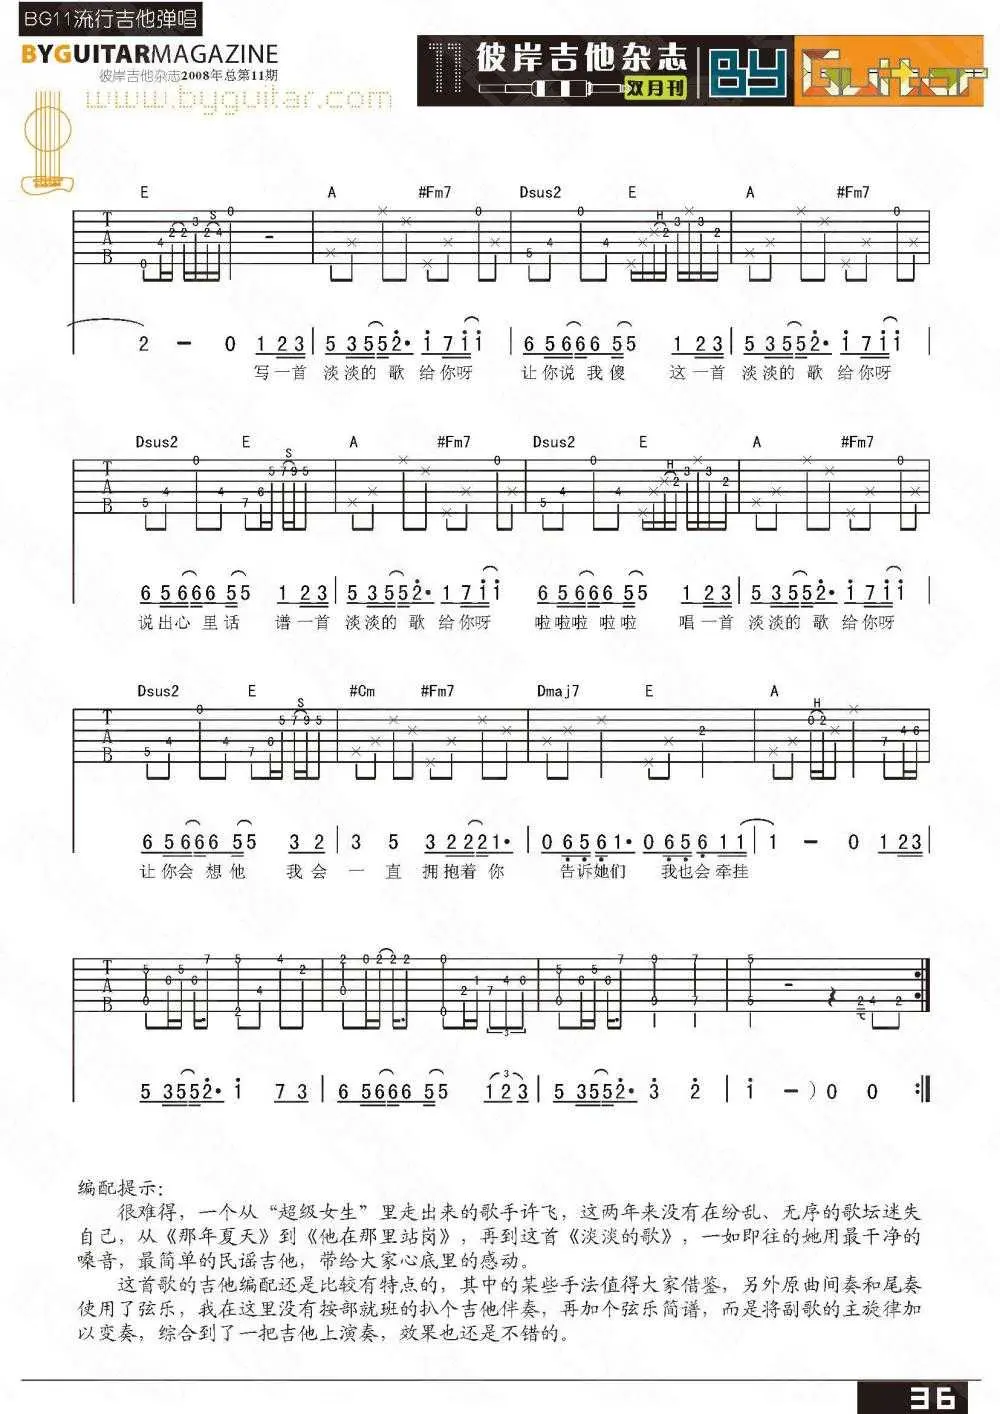 BG11流行吉他弹唱
BYGUITARMAGAZINE
彼岸吉他杂志2008年总第11期
www.byguitar.com
11 彼岸吉他杂志 双月刊 BY Guitar
E A #Fm7 Dsus2 E A #Fm7
2 — 0 1 2 3 5 3 5 5 2· 1 7 1 1 6 5 6 6 6 5 5 1 2 3 5 3 5 5 2· 1 7 1 1
写一首 淡淡的 歌 给你呀 让你说 我傻 这一首 淡淡的 歌 给你呀
Dsus2 E A #Fm7 Dsus2 E A #Fm7
6 5 6 6 6 5 5 1 2 3 5 3 5 5 2· 1 7 1 1 6 5 6 6 6 5 5 1 2 3 5 3 5 5 2· 1 7 1 1
说出心 里话 谱一首 淡淡的 歌 给你呀 啦啦啦 啦啦 唱一首 淡淡的 歌 给你呀
Dsus2 E #Cm #Fm7 Dmaj7 E A
6 5 6 6 6 5 5 3 2 3 5 3 2 2 2 1· 0 6 5 6 1· 0 6 5 6 1 1 1 — 0 1 2 3
让你会 想他 我会 一 直 拥抱着 你 告诉她们 我也会牵挂
5 3 5 5 2· 1 7 3 6 5 6 6 6 5 5 1 2 3 5 3 5 5 2· 3 2 1 — ) 0 0
编配提示：
很难得，一个从“超级女生”里走出来的歌手许飞，这两年来没有在纷乱、无序的歌坛迷失
自己，从《那年夏天》到《他在那里站岗》，再到这首《淡淡的歌》，一如即往的她用最干净的
嗓音，最简单的民谣吉他，带给大家心底里的感动。
这首歌的吉他编配还是比较有特点的，其中的某些手法值得大家借鉴，另外原曲间奏和尾奏
使用了弦乐，我在这里没有按部就班的扒个吉他伴奏，再加个弦乐简谱，而是将副歌的主旋律加
以变奏，综合到了一把吉他上演奏，效果也还是不错的。
36